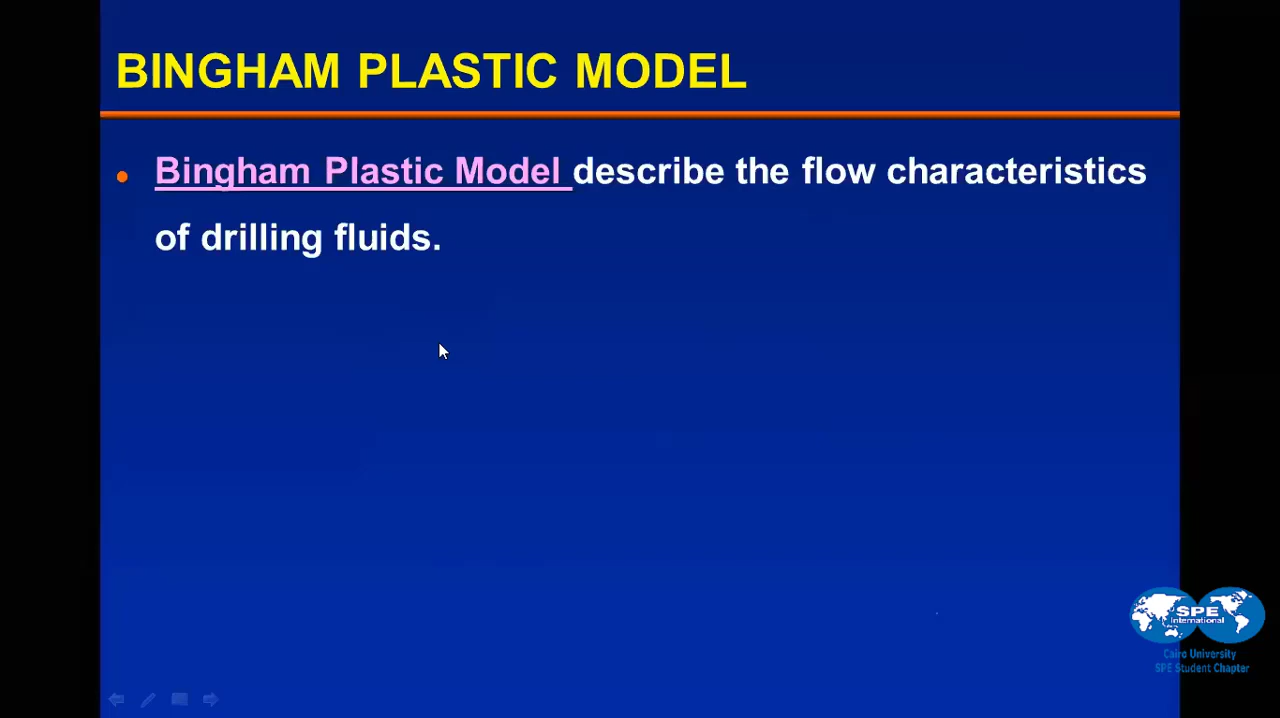 BINGHAM PLASTIC MODEL
• Bingham Plastic Model describe the flow characteristics
of drilling fluids.
SPE
International
Cairo University
SPE Student Chapter